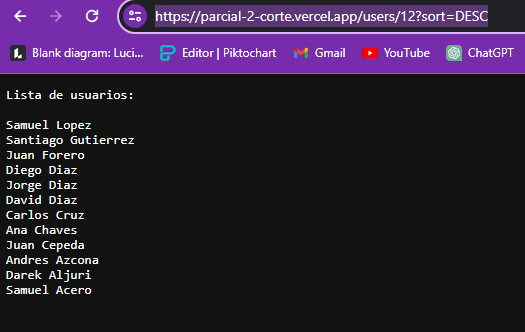 https://parcial-2-corte.vercel.app/users/12?sort=DESC
Blank diagram: Luci... Editor | Piktochart Gmail YouTube ChatGPT
Lista de usuarios:
Samuel Lopez
Santiago Gutierrez
Juan Forero
Diego Diaz
Jorge Diaz
David Diaz
Carlos Cruz
Ana Chaves
Juan Cepeda
Andres Azcona
Darek Aljuri
Samuel Acero